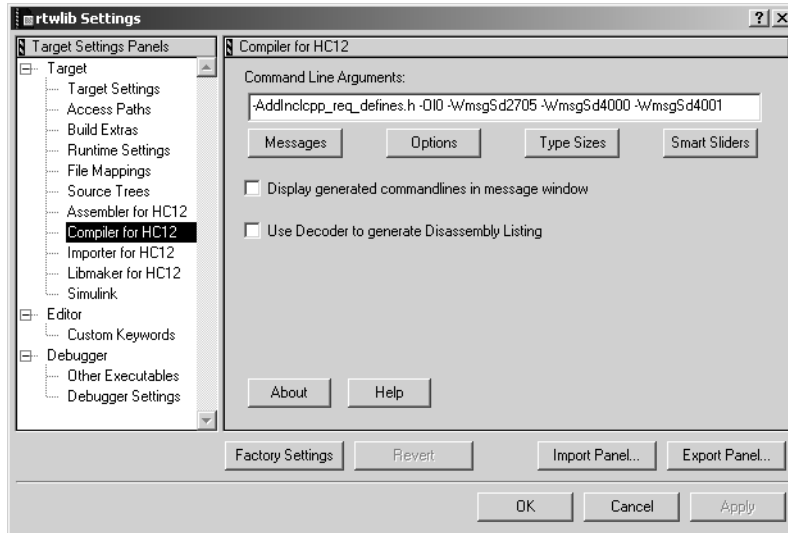 rtwlib Settings
Target Settings Panels
Target
Target Settings
Access Paths
Build Extras
Runtime Settings
File Mappings
Source Trees
Assembler for HC12
Compiler for HC12
Importer for HC12
Libmaker for HC12
Simulink
Editor
Custom Keywords
Debugger
Other Executables
Debugger Settings
Compiler for HC12
Command Line Arguments:
-AddInclcpp_req_defines.h -Ol0 -WmsgSd2705 -WmsgSd4000 -WmsgSd4001
Messages Options Type Sizes Smart Sliders
Display generated commandlines in message window
Use Decoder to generate Disassembly Listing
About Help
Factory Settings Revert Import Panel... Export Panel...
OK Cancel Apply